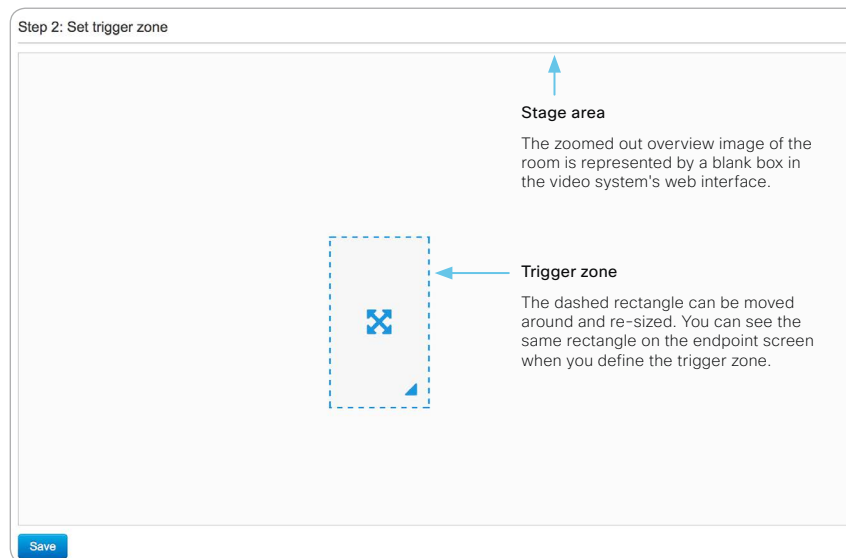 Step 2: Set trigger zone
Stage area
The zoomed out overview image of the
room is represented by a blank box in
the video system's web interface.
Trigger zone
The dashed rectangle can be moved
around and re-sized. You can see the
same rectangle on the endpoint screen
when you define the trigger zone.
Save